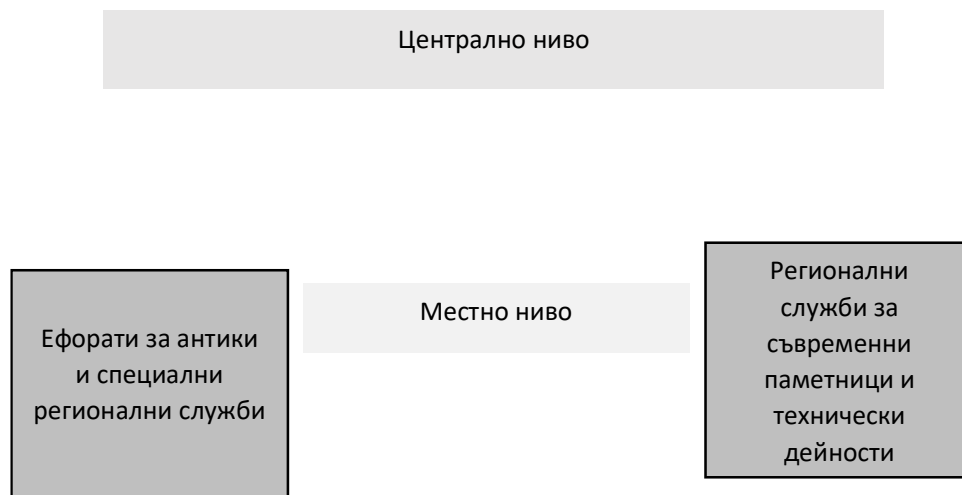 Централно ниво
Ефорати за антики
и специални
регионални служби
Местно ниво
Регионални
служби за
съвременни
паметници и
технически
дейности